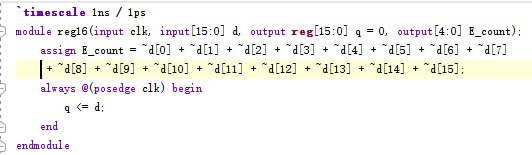 `timescale 1ns / 1ps
module reg16(input clk, input[15:0] d, output reg[15:0] q = 0, output[4:0] E_count);
assign E_count = ~d[0] + ~d[1] + ~d[2] + ~d[3] + ~d[4] + ~d[5] + ~d[6] + ~d[7]
+ ~d[8] + ~d[9] + ~d[10] + ~d[11] + ~d[12] + ~d[13] + ~d[14] + ~d[15];
always @(posedge clk) begin
q <= d;
end
endmodule